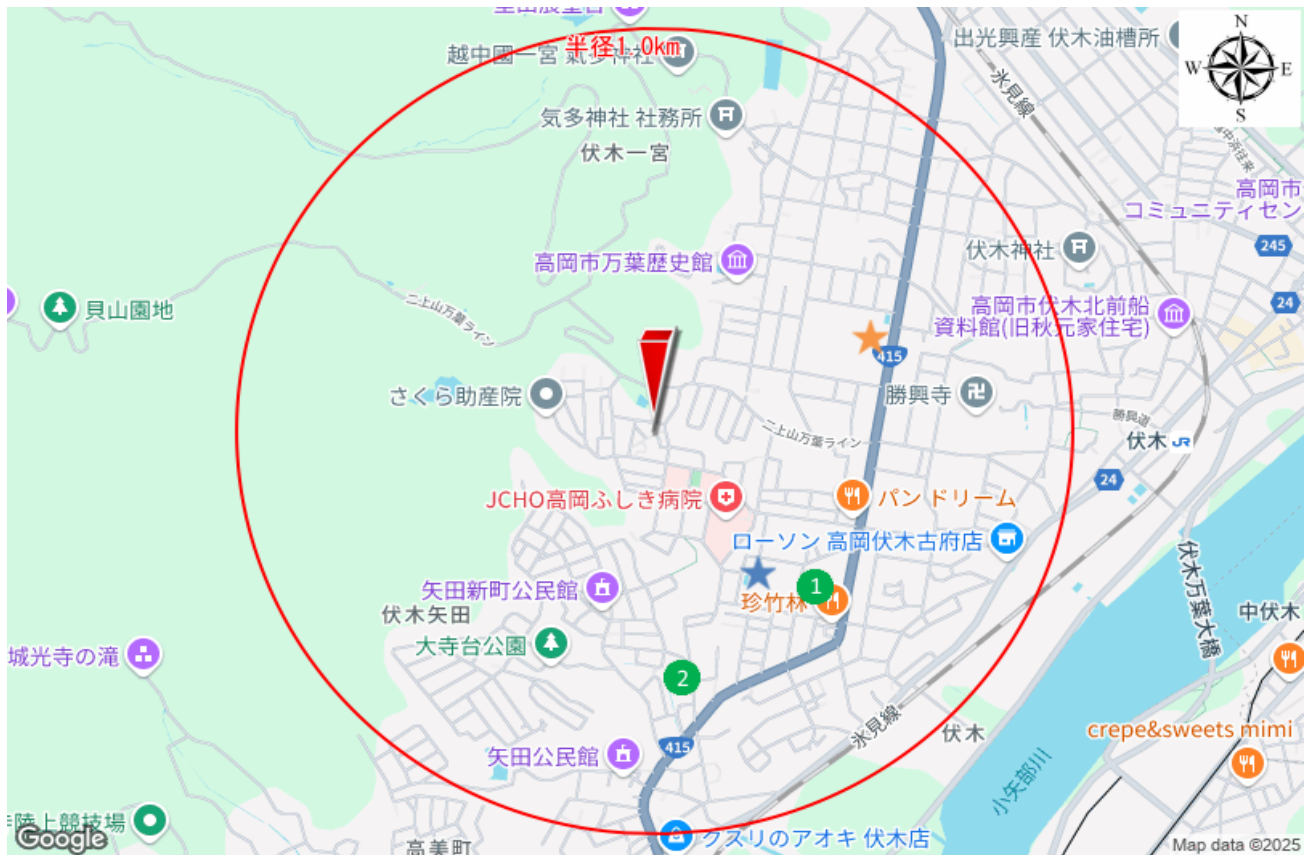 半径1.0km
越中國一宮 氣多神社
出光興産 伏木油槽所
N
W
E
S
氷見線
気多神社 社務所
伏木一宮
高岡市
コミュニティセン
245
伏木神社
高岡市万葉歴史館
24
高岡市伏木北前船
資料館(旧秋元家住宅)
貝山園地
二上山万葉ライン
415
さくら助産院
勝興寺
勝興道
二上山万葉ライン
伏木
JR
24
JCHO高岡ふしき病院
パン ドリーム
ローソン 高岡伏木古府店
伏木万葉大橋
矢田新町公民館
1
珍竹林
伏木矢田
中伏木
大寺台公園
城光寺の滝
2
氷見線
伏木
crepe&sweets mimi
415
矢田公民館
小矢部川
陸上競技場
クスリのアオキ 伏木店
高美町
Google
Map data ©2025